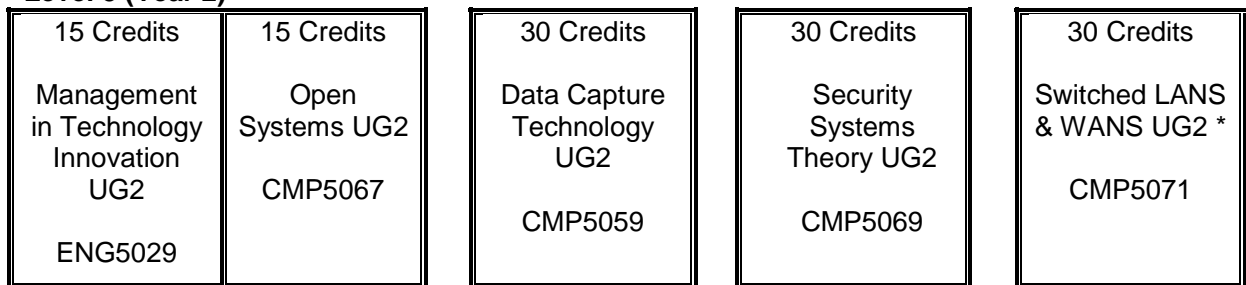 15 Credits
Management
in Technology
Innovation
UG2
ENG5029
15 Credits
Open
Systems UG2
CMP5067
30 Credits
Data Capture
Technology
UG2
CMP5059
30 Credits
Security
Systems
Theory UG2
CMP5069
30 Credits
Switched LANS
& WANS UG2 *
CMP5071